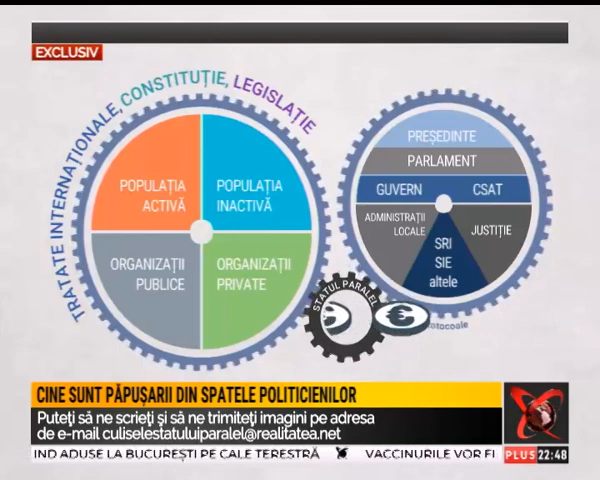 EXCLUSIV
TRATATE INTERNAȚIONALE, CONSTITUȚIE, LEGISLAȚIE
POPULAȚIA
ACTIVĂ
POPULAȚIA
INACTIVĂ
ORGANIZAȚII
PUBLICE
ORGANIZAȚII
PRIVATE
PREȘEDINTE
PARLAMENT
GUVERN
CSAT
ADMINISTRAȚII
LOCALE
JUSTIȚIE
SRI
SIE
altele
STATUL PARALEL
CINE SUNT PĂPUȘARII DIN SPATELE POLITICIENILOR
Puteți să ne scrieți și să ne trimiteți imagini pe adresa
de e-mail culiselestatuluiparalel@realitatea.net
IND ADUSE LA BUCUREȘTI PE CALE TERESTRĂ VACCINURILE VOR FI
PLUS 22:48